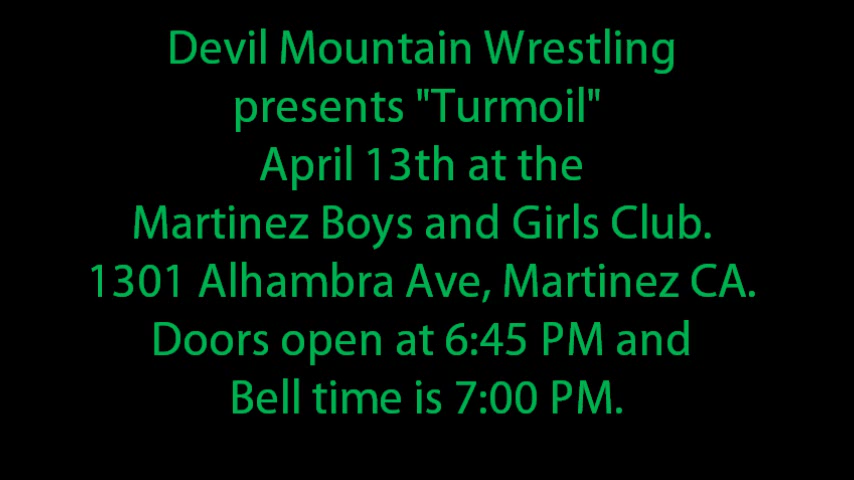 Devil Mountain Wrestling
presents "Turmoil"
April 13th at the
Martinez Boys and Girls Club.
1301 Alhambra Ave, Martinez CA.
Doors open at 6:45 PM and
Bell time is 7:00 PM.